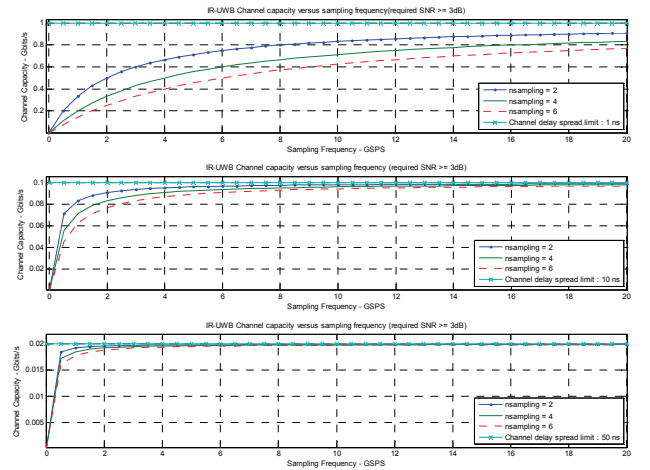 IR-UWB Channel capacity versus sampling frequency(required SNR >= 3dB)
Channel Capacity - Gbits/s
1
0.8
0.6
0.4
0.2
nsampling = 2
nsampling = 4
nsampling = 6
Channel delay spread limit : 1 ns
0 2 4 6 8 10 12 14 16 18 20
Sampling Frequency - GSPS
IR-UWB Channel capacity versus sampling frequency (required SNR >= 3dB)
Channel Capacity - Gbits/s
0.1
0.08
0.06
0.04
0.02
nsampling = 2
nsampling = 4
nsampling = 6
Channel delay spread limit : 10 ns
0 2 4 6 8 10 12 14 16 18 20
Sampling Frequency - GSPS
IR-UWB Channel capacity versus sampling frequency (required SNR >= 3dB)
Channel Capacity - Gbits/s
0.02
0.015
0.01
0.005
nsampling = 2
nsampling = 4
nsampling = 6
Channel delay spread limit : 50 ns
0 2 4 6 8 10 12 14 16 18 20
Sampling Frequency - GSPS